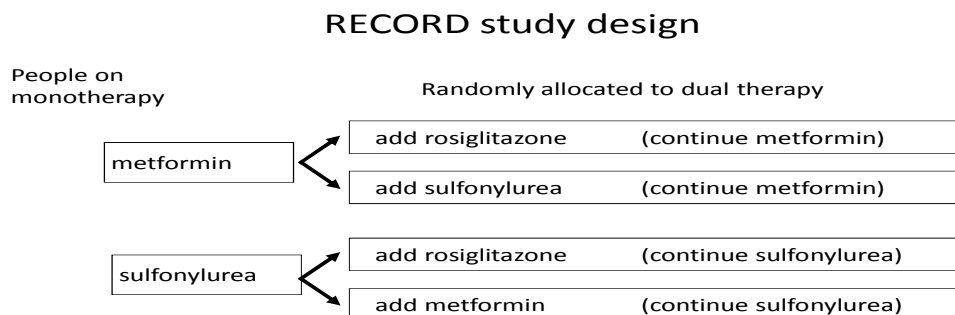 RECORD study design
People on
monotherapy
Randomly allocated to dual therapy
metformin
add rosiglitazone (continue metformin)
add sulfonylurea (continue metformin)
sulfonylurea
add rosiglitazone (continue sulfonylurea)
add metformin (continue sulfonylurea)